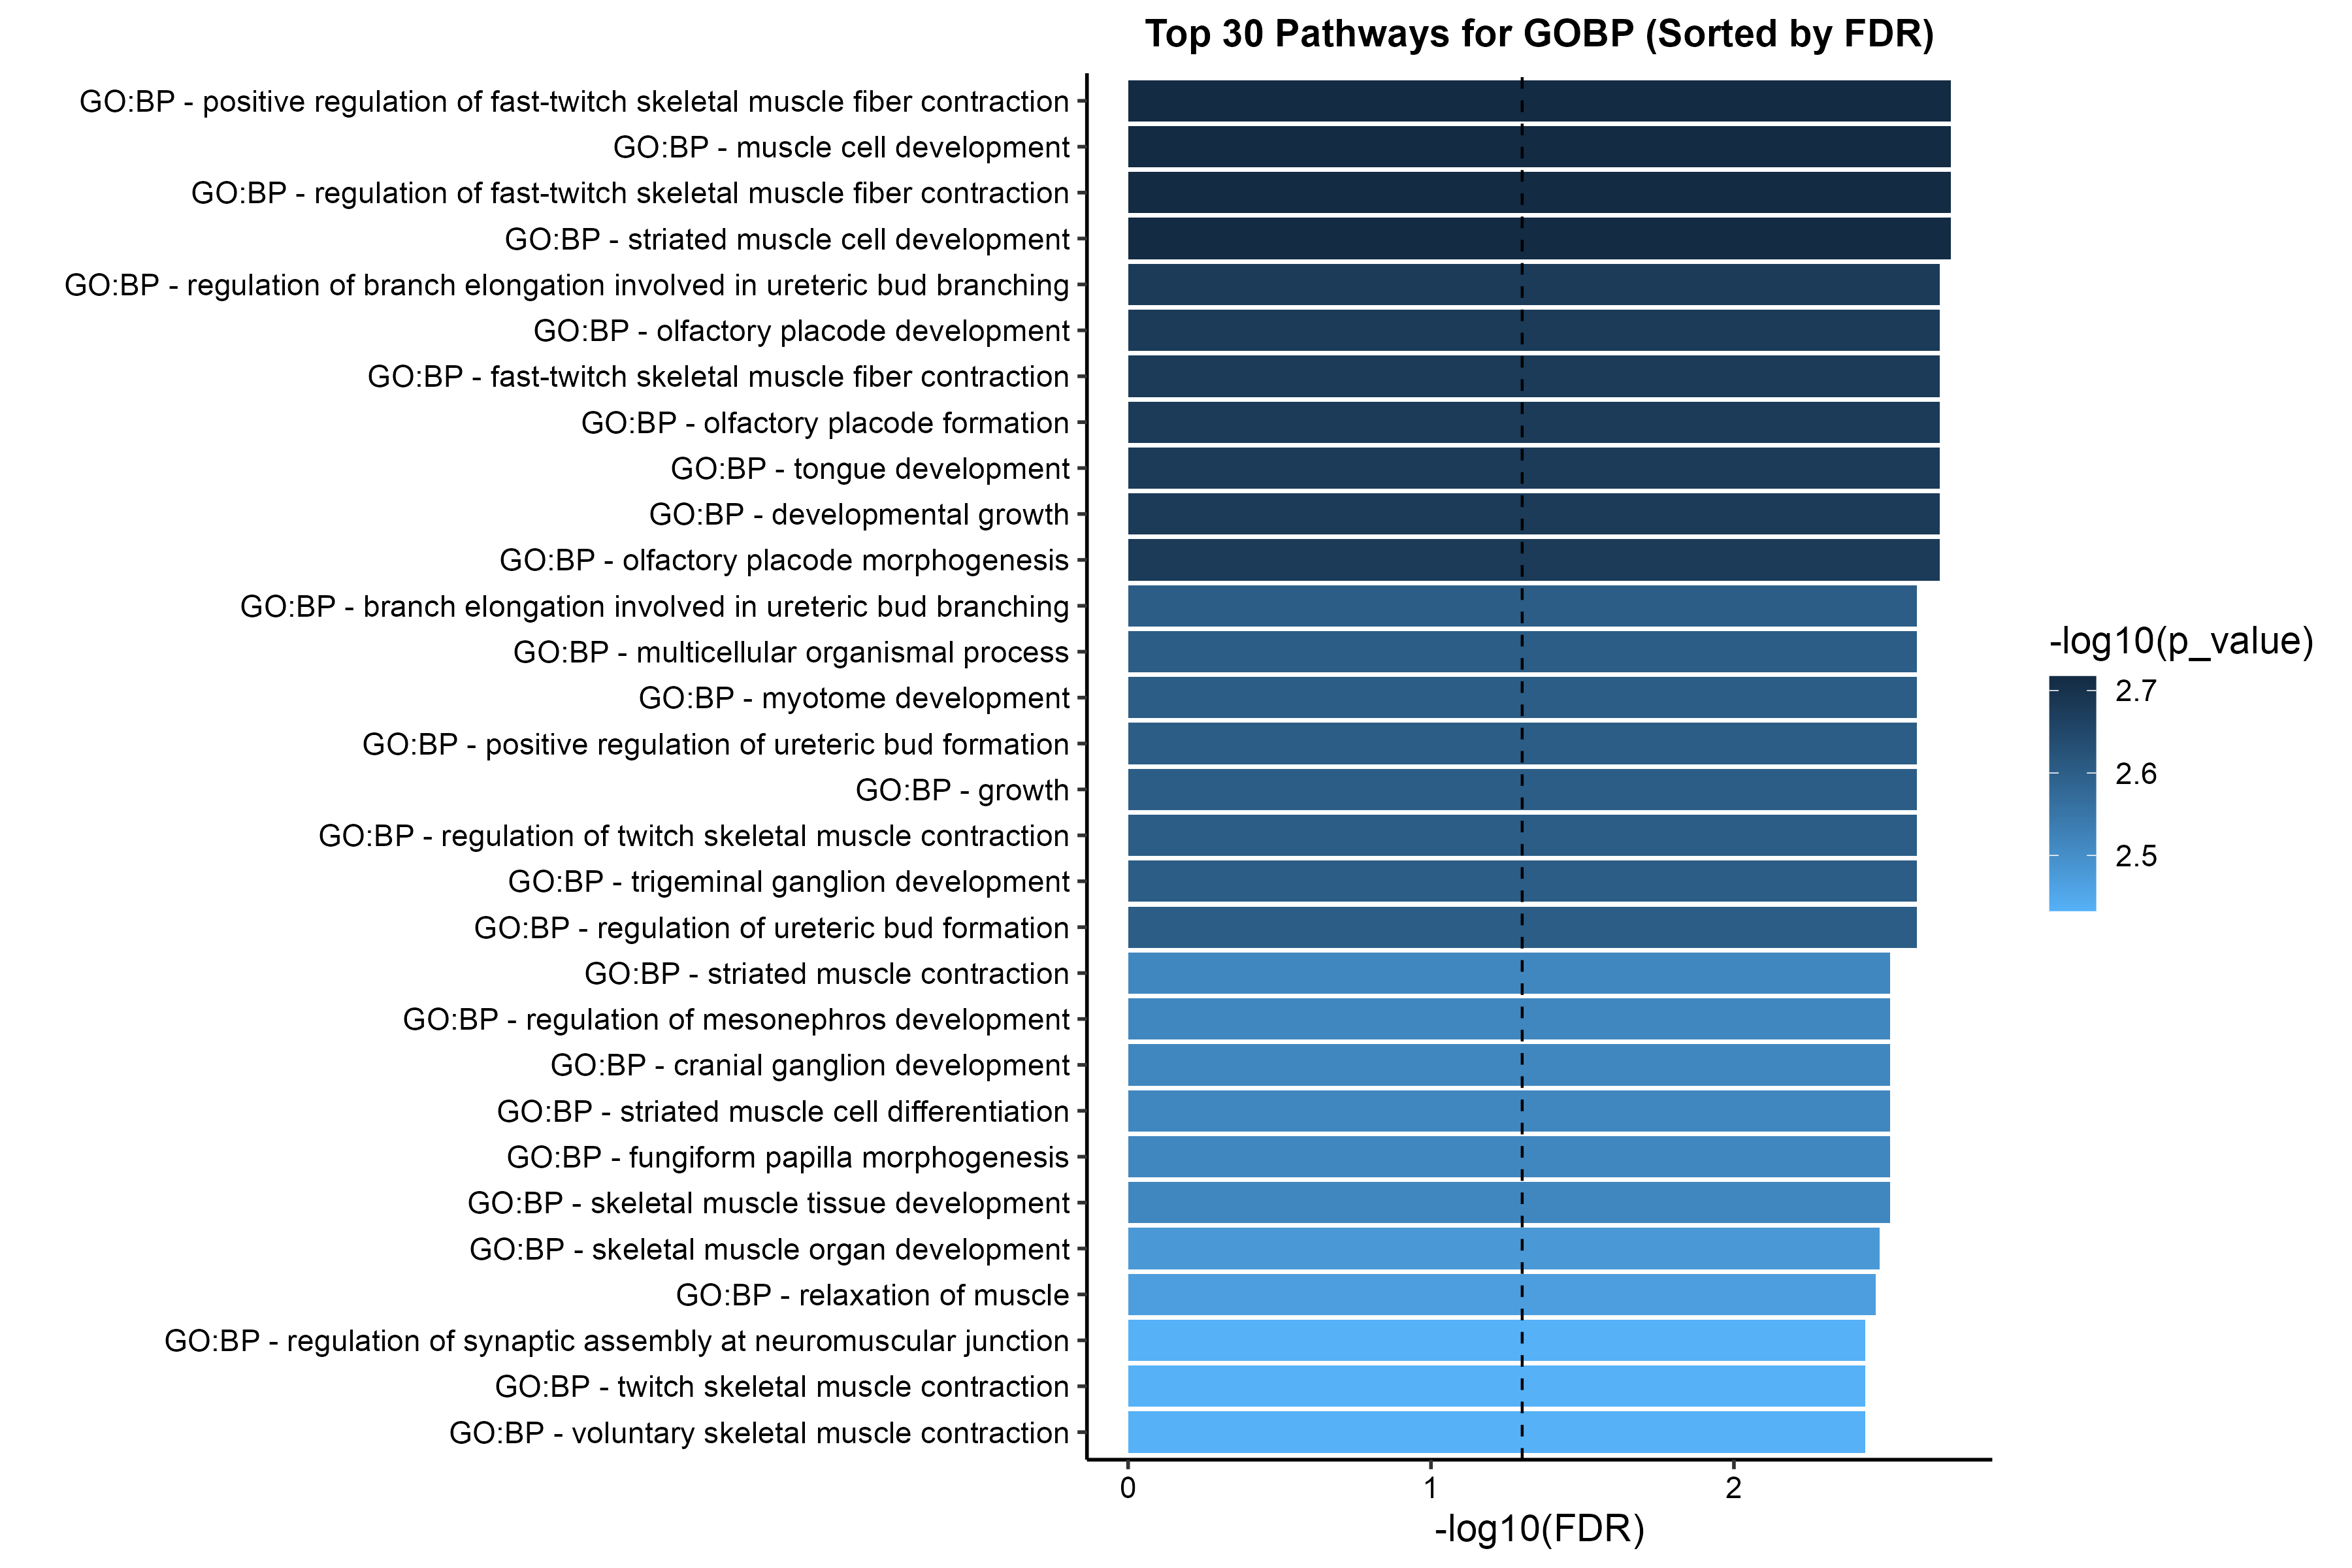 Top 30 Pathways for GOBP (Sorted by FDR)
GO:BP - positive regulation of fast-twitch skeletal muscle fiber contraction
GO:BP - muscle cell development
GO:BP - regulation of fast-twitch skeletal muscle fiber contraction
GO:BP - striated muscle cell development
GO:BP - regulation of branch elongation involved in ureteric bud branching
GO:BP - olfactory placode development
GO:BP - fast-twitch skeletal muscle fiber contraction
GO:BP - olfactory placode formation
GO:BP - tongue development
GO:BP - developmental growth
GO:BP - olfactory placode morphogenesis
GO:BP - branch elongation involved in ureteric bud branching
GO:BP - multicellular organismal process
GO:BP - myotome development
GO:BP - positive regulation of ureteric bud formation
GO:BP - growth
GO:BP - regulation of twitch skeletal muscle contraction
GO:BP - trigeminal ganglion development
GO:BP - regulation of ureteric bud formation
GO:BP - striated muscle contraction
GO:BP - regulation of mesonephros development
GO:BP - cranial ganglion development
GO:BP - striated muscle cell differentiation
GO:BP - fungiform papilla morphogenesis
GO:BP - skeletal muscle tissue development
GO:BP - skeletal muscle organ development
GO:BP - relaxation of muscle
GO:BP - regulation of synaptic assembly at neuromuscular junction
GO:BP - twitch skeletal muscle contraction
GO:BP - voluntary skeletal muscle contraction
0 1 2
-log10(FDR)
-log10(p_value)
2.7
2.6
2.5